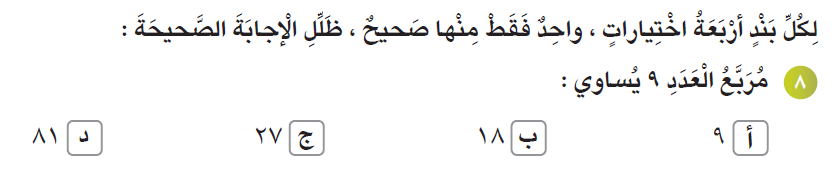 لِكُلِّ بَنْدٍ أَرْبَعَةُ اخْتِياراتٍ ، واحِدٌ فَقَطْ مِنْها صَحيحٌ ، ظَلِّلِ الْإِجابَةَ الصَّحيحَةَ :
٨ مُرَبَّعُ الْعَدَدِ ٩ يُساوي :
أ ٩ ب ١٨ ج ٢٧ د ٨١